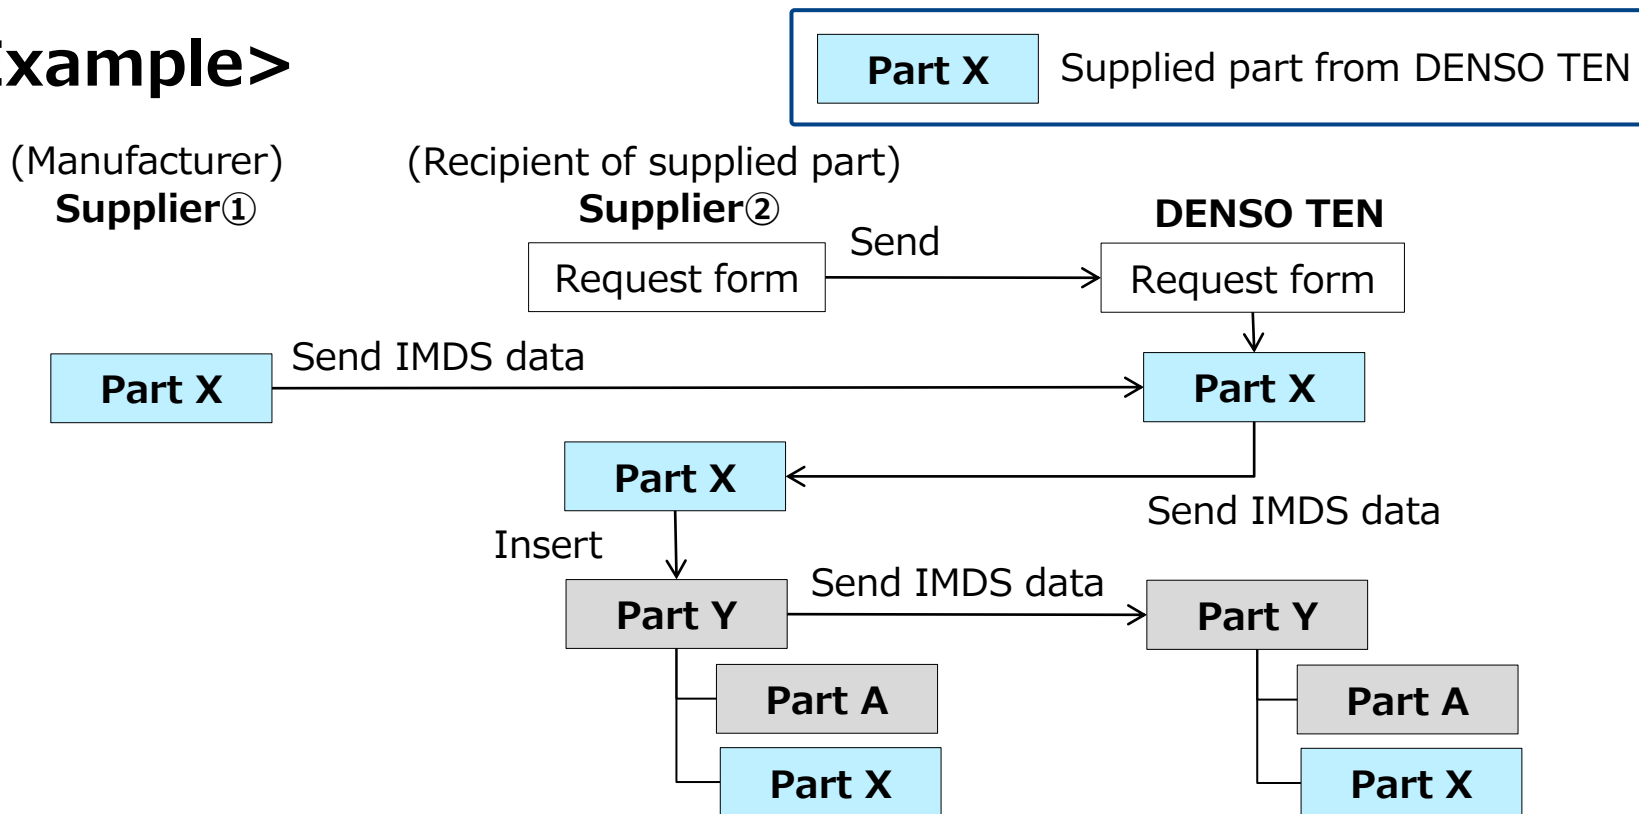 Example>
Part X
Supplied part from DENSO TEN
(Manufacturer)
Supplier①
(Recipient of supplied part)
Supplier②
DENSO TEN
Request form
Send
Request form
Part X
Send IMDS data
Part X
Part X
Send IMDS data
Insert
Part Y
Send IMDS data
Part Y
Part A
Part A
Part X
Part X